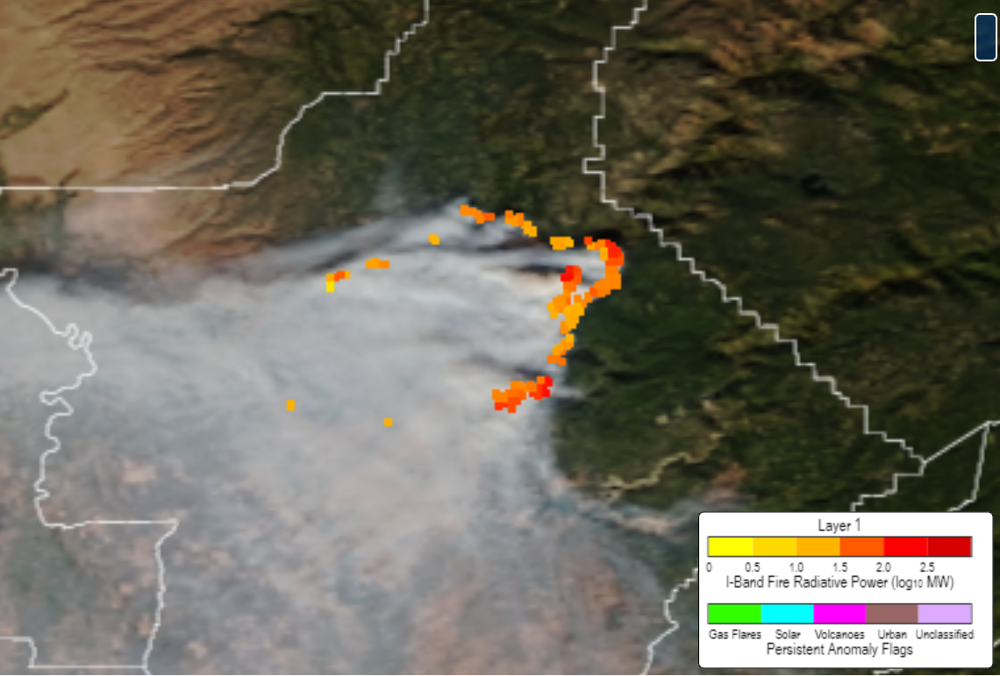 Layer 1
0 0.5 1.0 1.5 2.0 2.5
I-Band Fire Radiative Power (log₁₀ MW)
Gas Flares Solar Volcanoes Urban Unclassified
Persistent Anomaly Flags